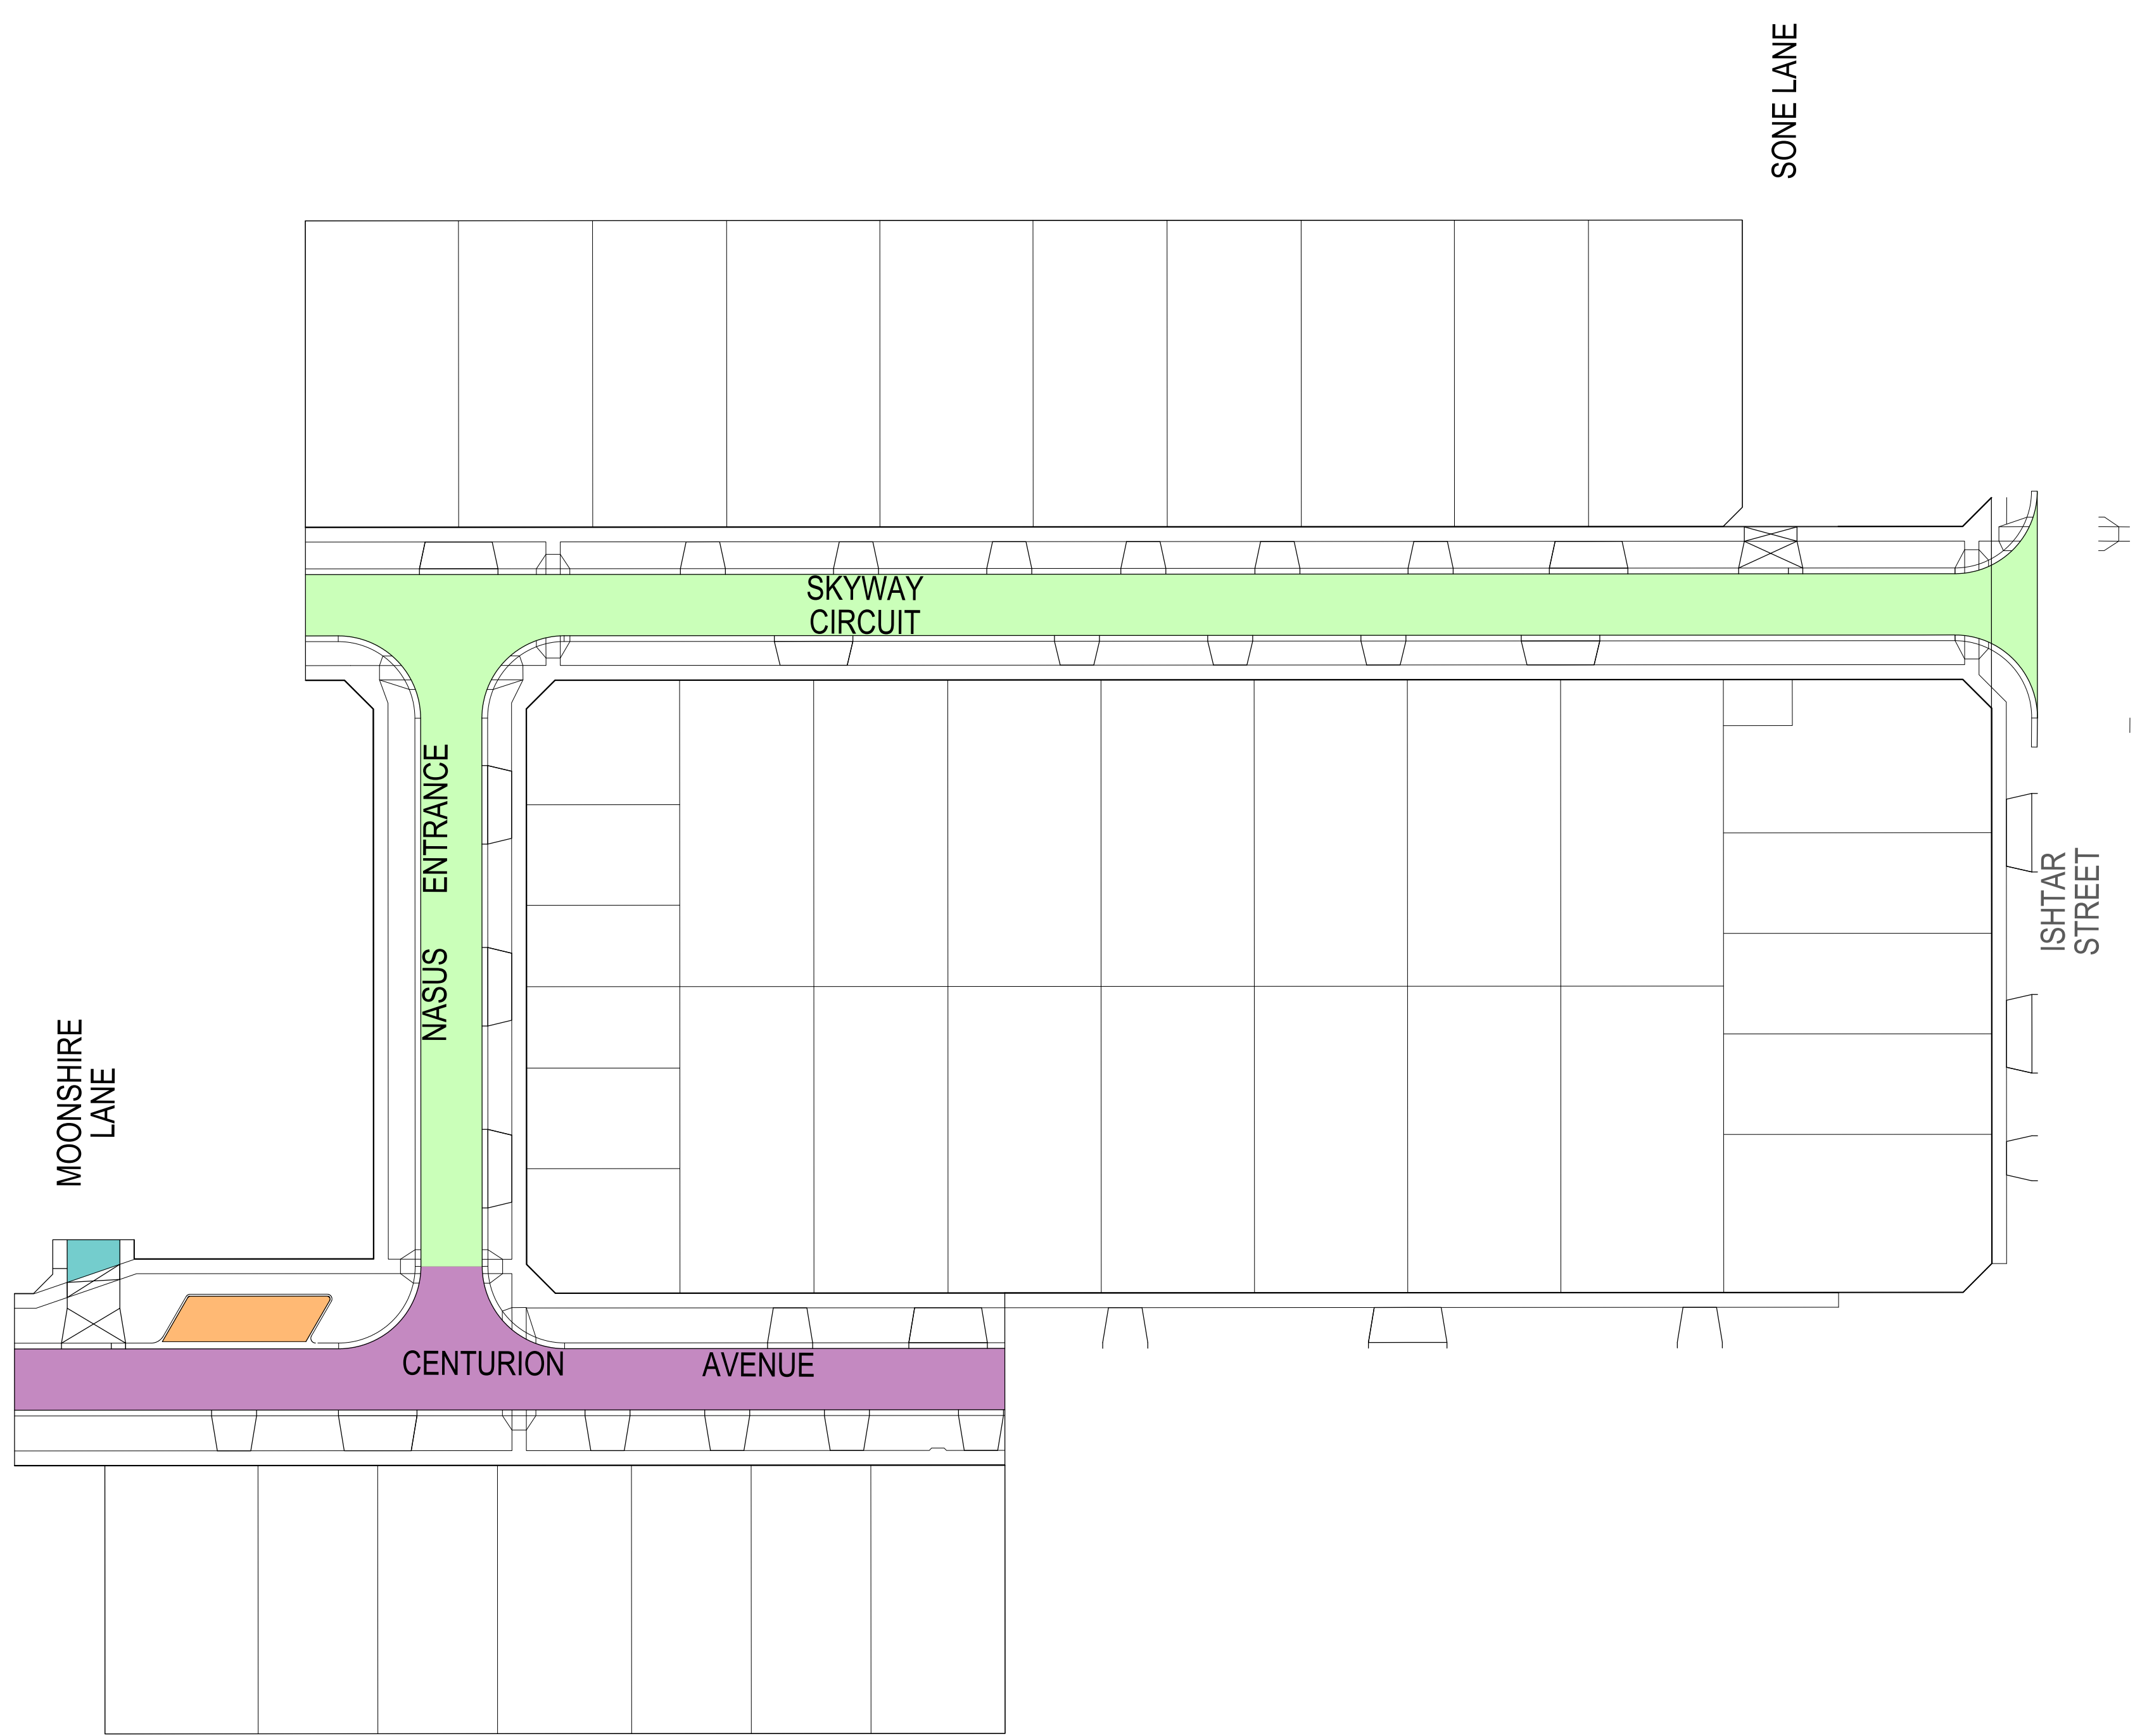 SONE LANE
SKYWAY
CIRCUIT
NASUS ENTRANCE
ISHTAR
STREET
MOONSHIRE
LANE
CENTURION AVENUE